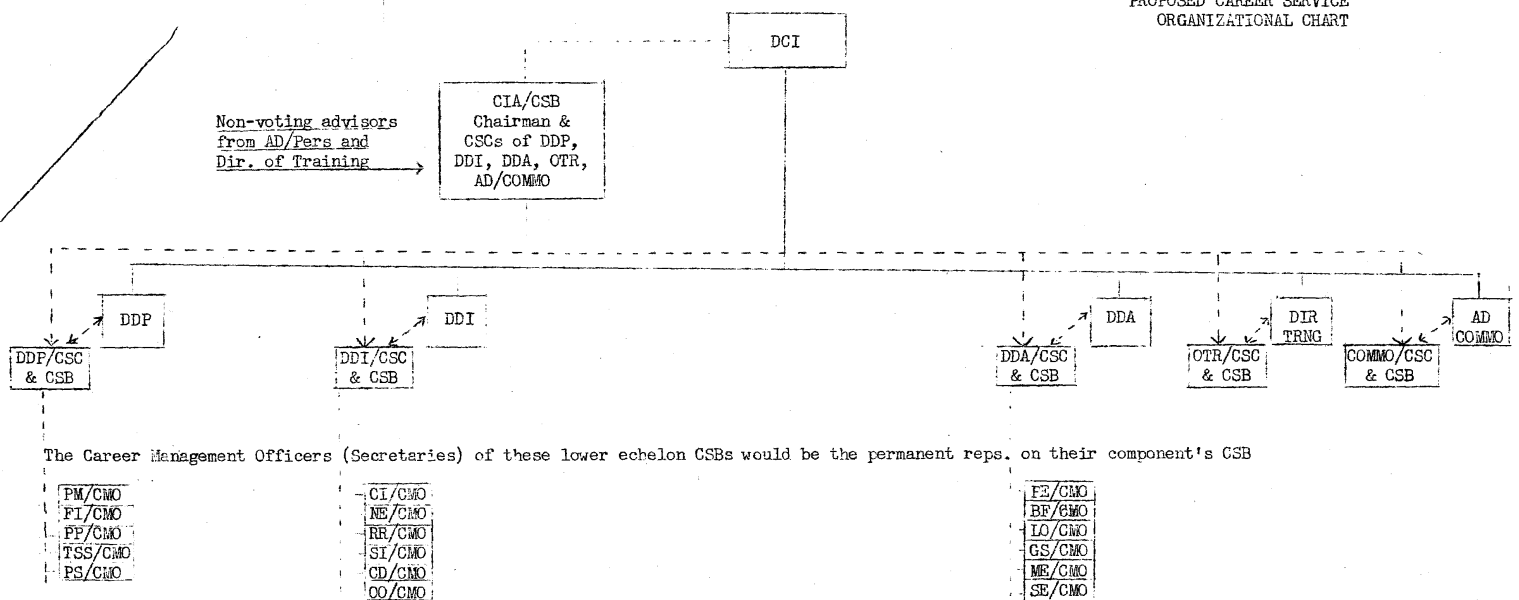 PROPOSED CAREER SERVICE
ORGANIZATIONAL CHART
DCI
CIA/CSB
Chairman &
CSCs of DDP,
DDI, DDA, OTR,
AD/COMMO
Non-voting advisors
from AD/Pers and
Dir. of Training
DDP
DDI
DDA
DIR
TRNG
AD
COMMO
DDP/CSC
& CSB
DDI/CSC
& CSB
DDA/CSC
& CSB
OTR/CSC
& CSB
COMMO/CSC
& CSB
The Career Management Officers (Secretaries) of these lower echelon CSBs would be the permanent reps. on their component's CSB
PM/CMO
FI/CMO
PP/CMO
TSS/CMO
PS/CMO
CI/CMO
NE/CMO
RR/CMO
SI/CMO
CD/CMO
OO/CMO
PE/CMO
BF/CMO
LO/CMO
GS/CMO
ME/CMO
SE/CMO